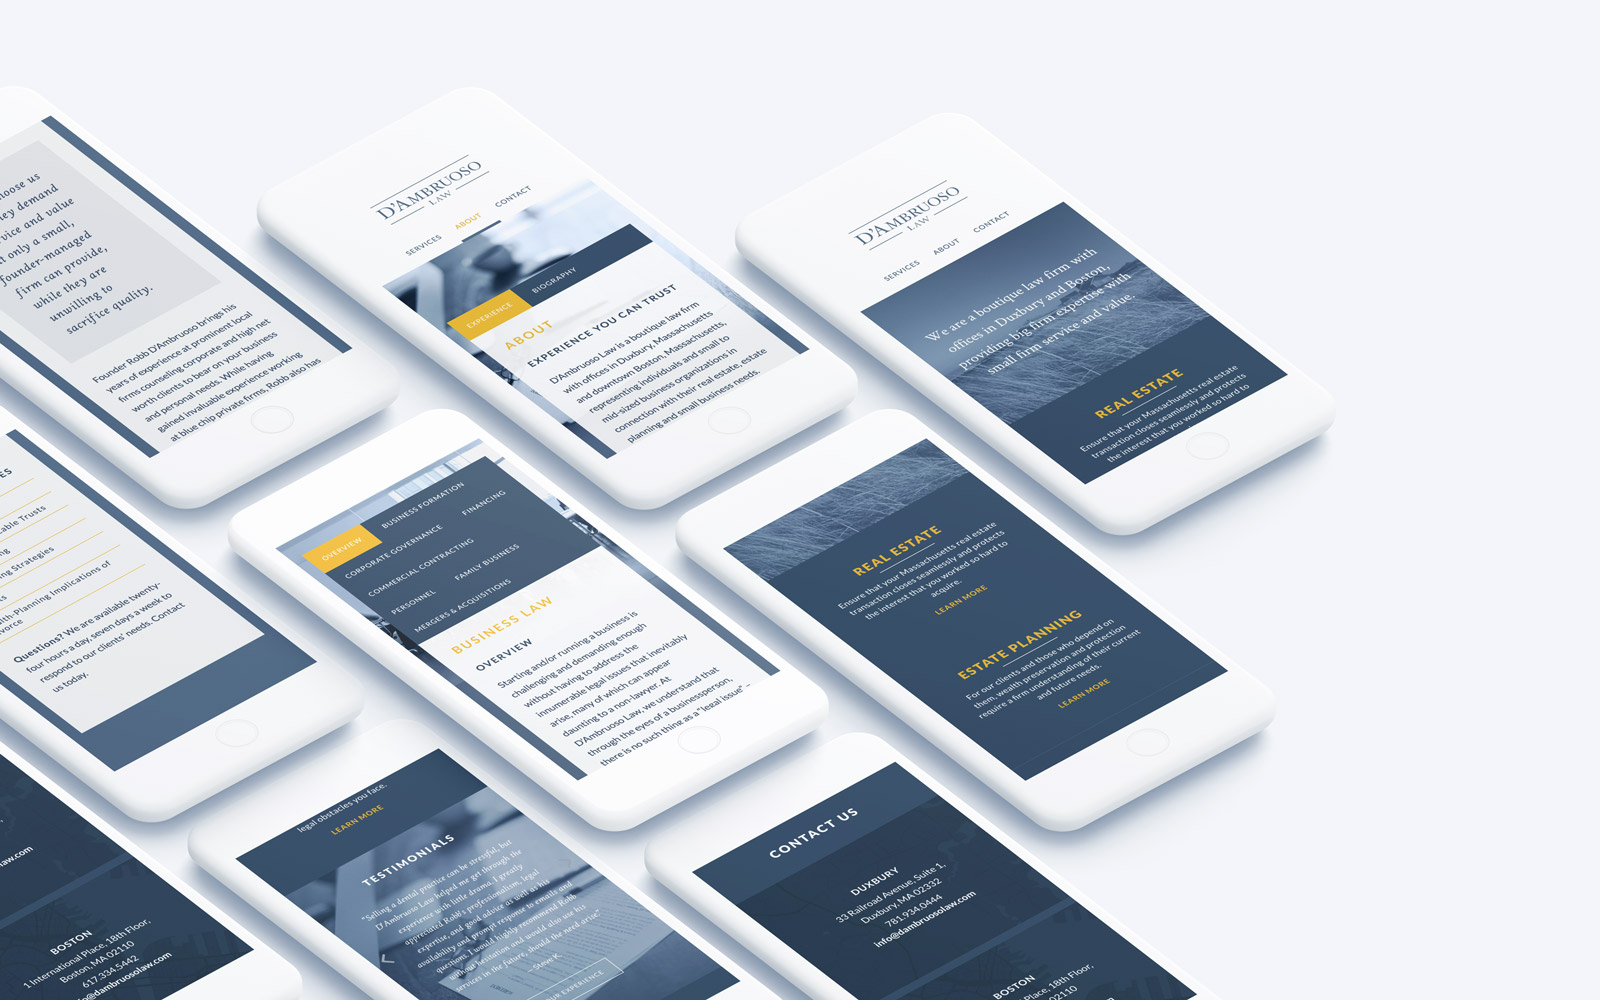 oose us
ey demand
vice and value
t only a small,
founder-managed
firm can provide,
while they are
unwilling to
sacrifice quality.
Founder Robb D'Ambruoso brings his
years of experience at prominent local
firms counseling corporate and high net
worth clients to bear on your business
and personal needs. While having
gained invaluable experience working
at blue chip private firms, Robb also has
D'AMBRUOSO
LAW
SERVICES
ABOUT
CONTACT
EXPERIENCE
BIOGRAPHY
ABOUT
EXPERIENCE YOU CAN TRUST
D'Ambruoso Law is a boutique law firm
with offices in Duxbury, Massachusetts
and downtown Boston, Massachusetts,
representing individuals and small to
mid-sized business organizations in
connection with their real estate, estate
planning and small business needs.
D'AMBRUOSO
LAW
SERVICES
ABOUT
CONTACT
We are a boutique law firm with
offices in Duxbury and Boston,
providing big firm expertise with
small firm service and value.
REAL ESTATE
Ensure that your Massachusetts real estate
transaction closes seamlessly and protects
the interest that you worked so hard to
ES
able Trusts
ng
ng Strategies
ts
lth-Planning Implications of
vorce
Questions? We are available twenty-
four hours a day, seven days a week to
respond to our clients' needs. Contact
us today.
OVERVIEW
BUSINESS FORMATION
CORPORATE GOVERNANCE
FINANCING
COMMERCIAL CONTRACTING
PERSONNEL
FAMILY BUSINESS
MERGERS & ACQUISITIONS
BUSINESS LAW
OVERVIEW
Starting and/or running a business is
challenging and demanding enough
without having to address the
innumerable legal issues that inevitably
arise, many of which can appear
daunting to a non-lawyer. At
D'Ambruoso Law, we understand that
through the eyes of a businessperson,
there is no such thing as a "legal issue" –
REAL ESTATE
Ensure that your Massachusetts real estate
transaction closes seamlessly and protects
the interest that you worked so hard to
acquire.
LEARN MORE
ESTATE PLANNING
For our clients and those who depend on
them, wealth preservation and protection
require a firm understanding of their current
and future needs.
LEARN MORE
aw.com
BOSTON
1 International Place, 18th Floor,
Boston, MA 02110
617.334.5442
info@dambruosolaw.com
legal obstacles you face.
LEARN MORE
TESTIMONIALS
"Selling a dental practice can be stressful, but
D'Ambruoso Law helped me get through the
experience with little drama. I greatly
appreciated Robb's professionalism, legal
expertise, and good advice as well as his
availability and prompt response to emails and
questions. I would highly recommend Robb
without hesitation and would also use his
services in the future, should the need arise."
– Steve K.
UR EXPERIENCE
CONTACT US
DUXBURY
33 Railroad Avenue, Suite 1,
Duxbury, MA 02332
781.934.0444
info@dambruosolaw.com
BOSTON
Place, 18th Floor,
MA 02110